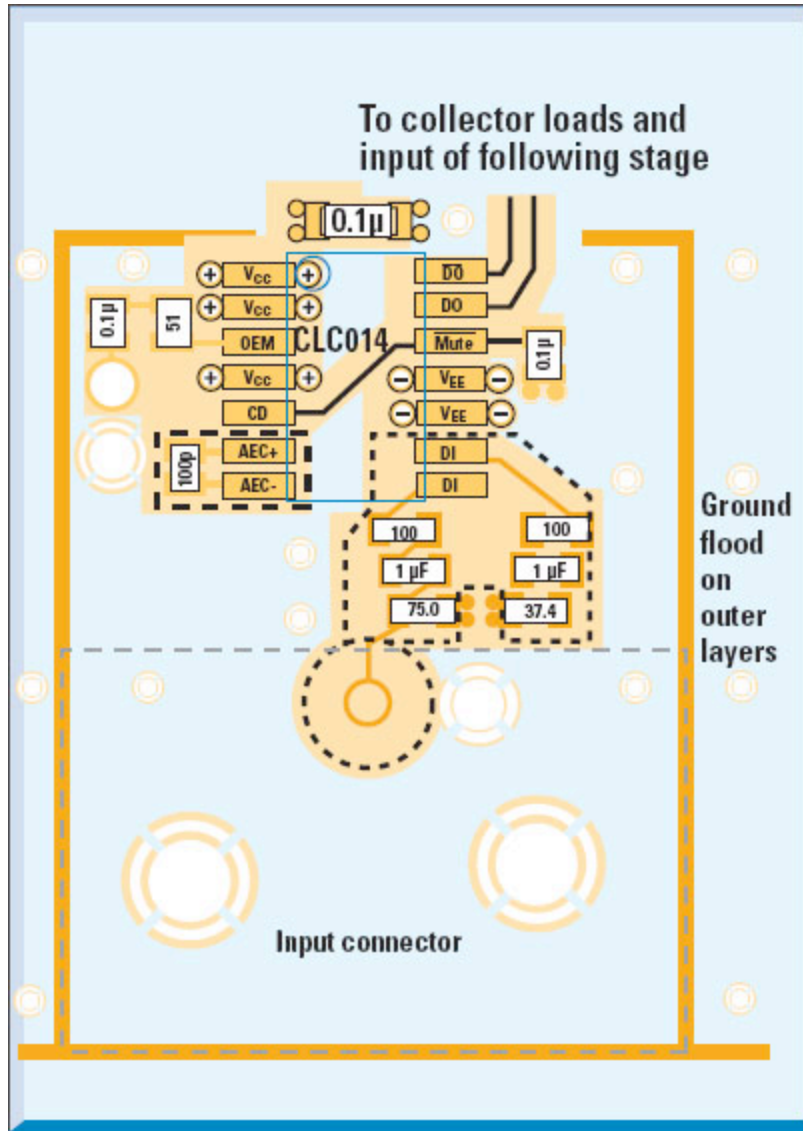 To collector loads and
input of following stage
0.1µ
VCC
VCC
OEM
VCC
CD
AEC+
AEC-
0.1µ
51
100p
CLC014
D̅O̅
DO
M̅u̅t̅e̅
VEE
VEE
DI
DI
0.1µ
100
100
1 µF
1 µF
75.0
37.4
Ground
flood
on
outer
layers
Input connector